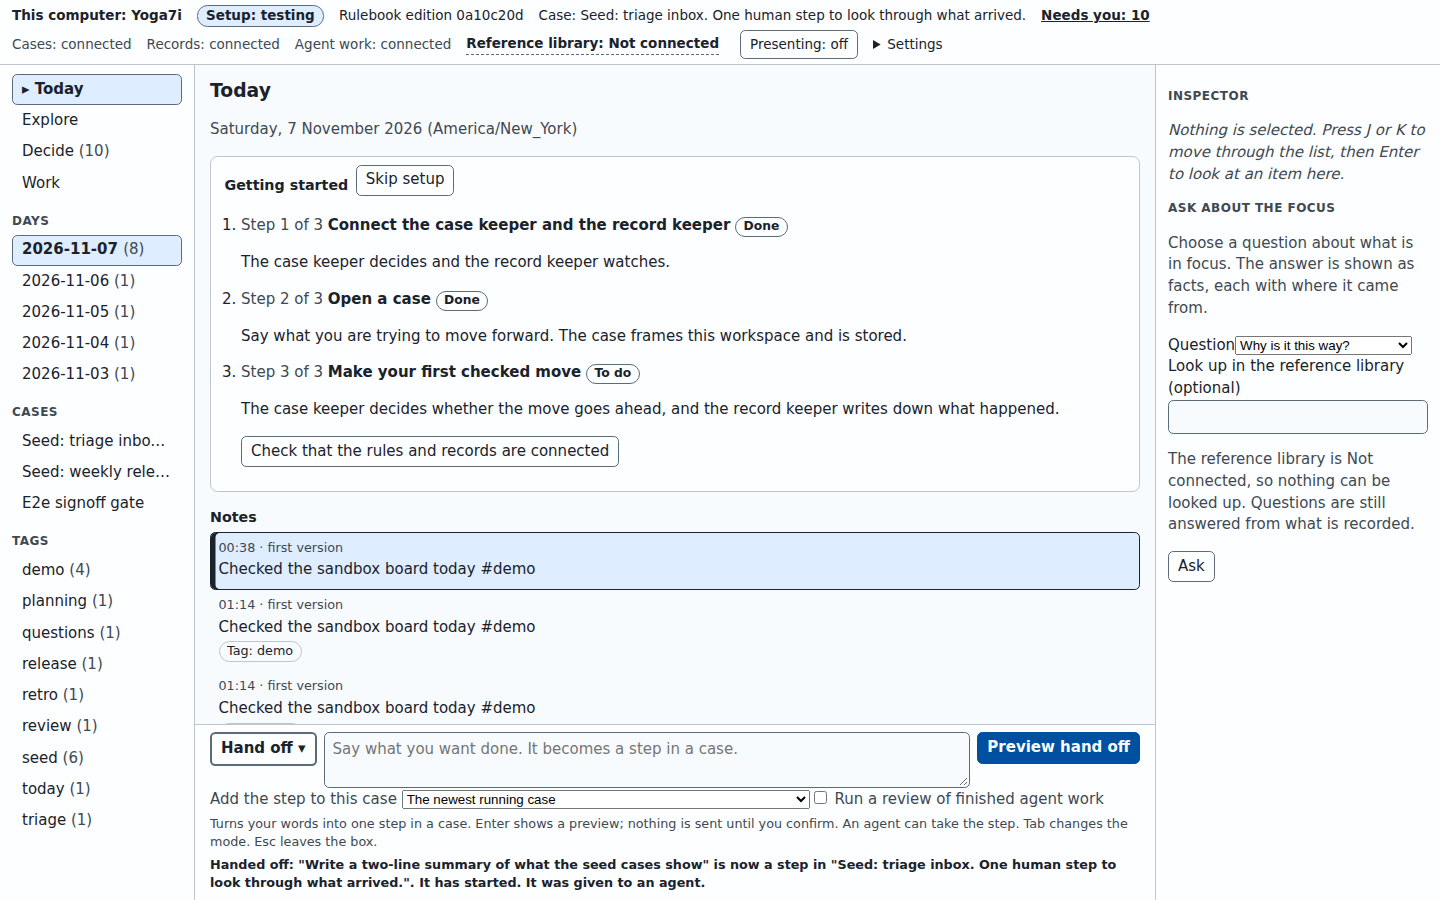 This computer: Yoga7i Setup: testing Rulebook edition 0a10c20d Case: Seed: triage inbox. One human step to look through what arrived. Needs you: 10
Cases: connected Records: connected Agent work: connected Reference library: Not connected Presenting: off ▶ Settings
▸ Today
Explore
Decide (10)
Work
DAYS
2026-11-07 (8)
2026-11-06 (1)
2026-11-05 (1)
2026-11-04 (1)
2026-11-03 (1)
CASES
Seed: triage inbo…
Seed: weekly rele…
E2e signoff gate
TAGS
demo (4)
planning (1)
questions (1)
release (1)
retro (1)
review (1)
seed (6)
today (1)
triage (1)
Today
Saturday, 7 November 2026 (America/New_York)
Getting started Skip setup
1. Step 1 of 3 Connect the case keeper and the record keeper Done
The case keeper decides and the record keeper watches.
2. Step 2 of 3 Open a case Done
Say what you are trying to move forward. The case frames this workspace and is stored.
3. Step 3 of 3 Make your first checked move To do
The case keeper decides whether the move goes ahead, and the record keeper writes down what happened.
Check that the rules and records are connected
Notes
00:38 · first version
Checked the sandbox board today #demo
01:14 · first version
Checked the sandbox board today #demo
Tag: demo
01:14 · first version
Checked the sandbox board today #demo
Hand off ▾ Say what you want done. It becomes a step in a case. Preview hand off
Add the step to this case The newest running case Run a review of finished agent work
Turns your words into one step in a case. Enter shows a preview; nothing is sent until you confirm. An agent can take the step. Tab changes the
mode. Esc leaves the box.
Handed off: "Write a two-line summary of what the seed cases show" is now a step in "Seed: triage inbox. One human step to
look through what arrived.". It has started. It was given to an agent.
INSPECTOR
Nothing is selected. Press J or K to
move through the list, then Enter
to look at an item here.
ASK ABOUT THE FOCUS
Choose a question about what is
in focus. The answer is shown as
facts, each with where it came
from.
Question Why is it this way?
Look up in the reference library
(optional)
The reference library is Not
connected, so nothing can be
looked up. Questions are still
answered from what is recorded.
Ask